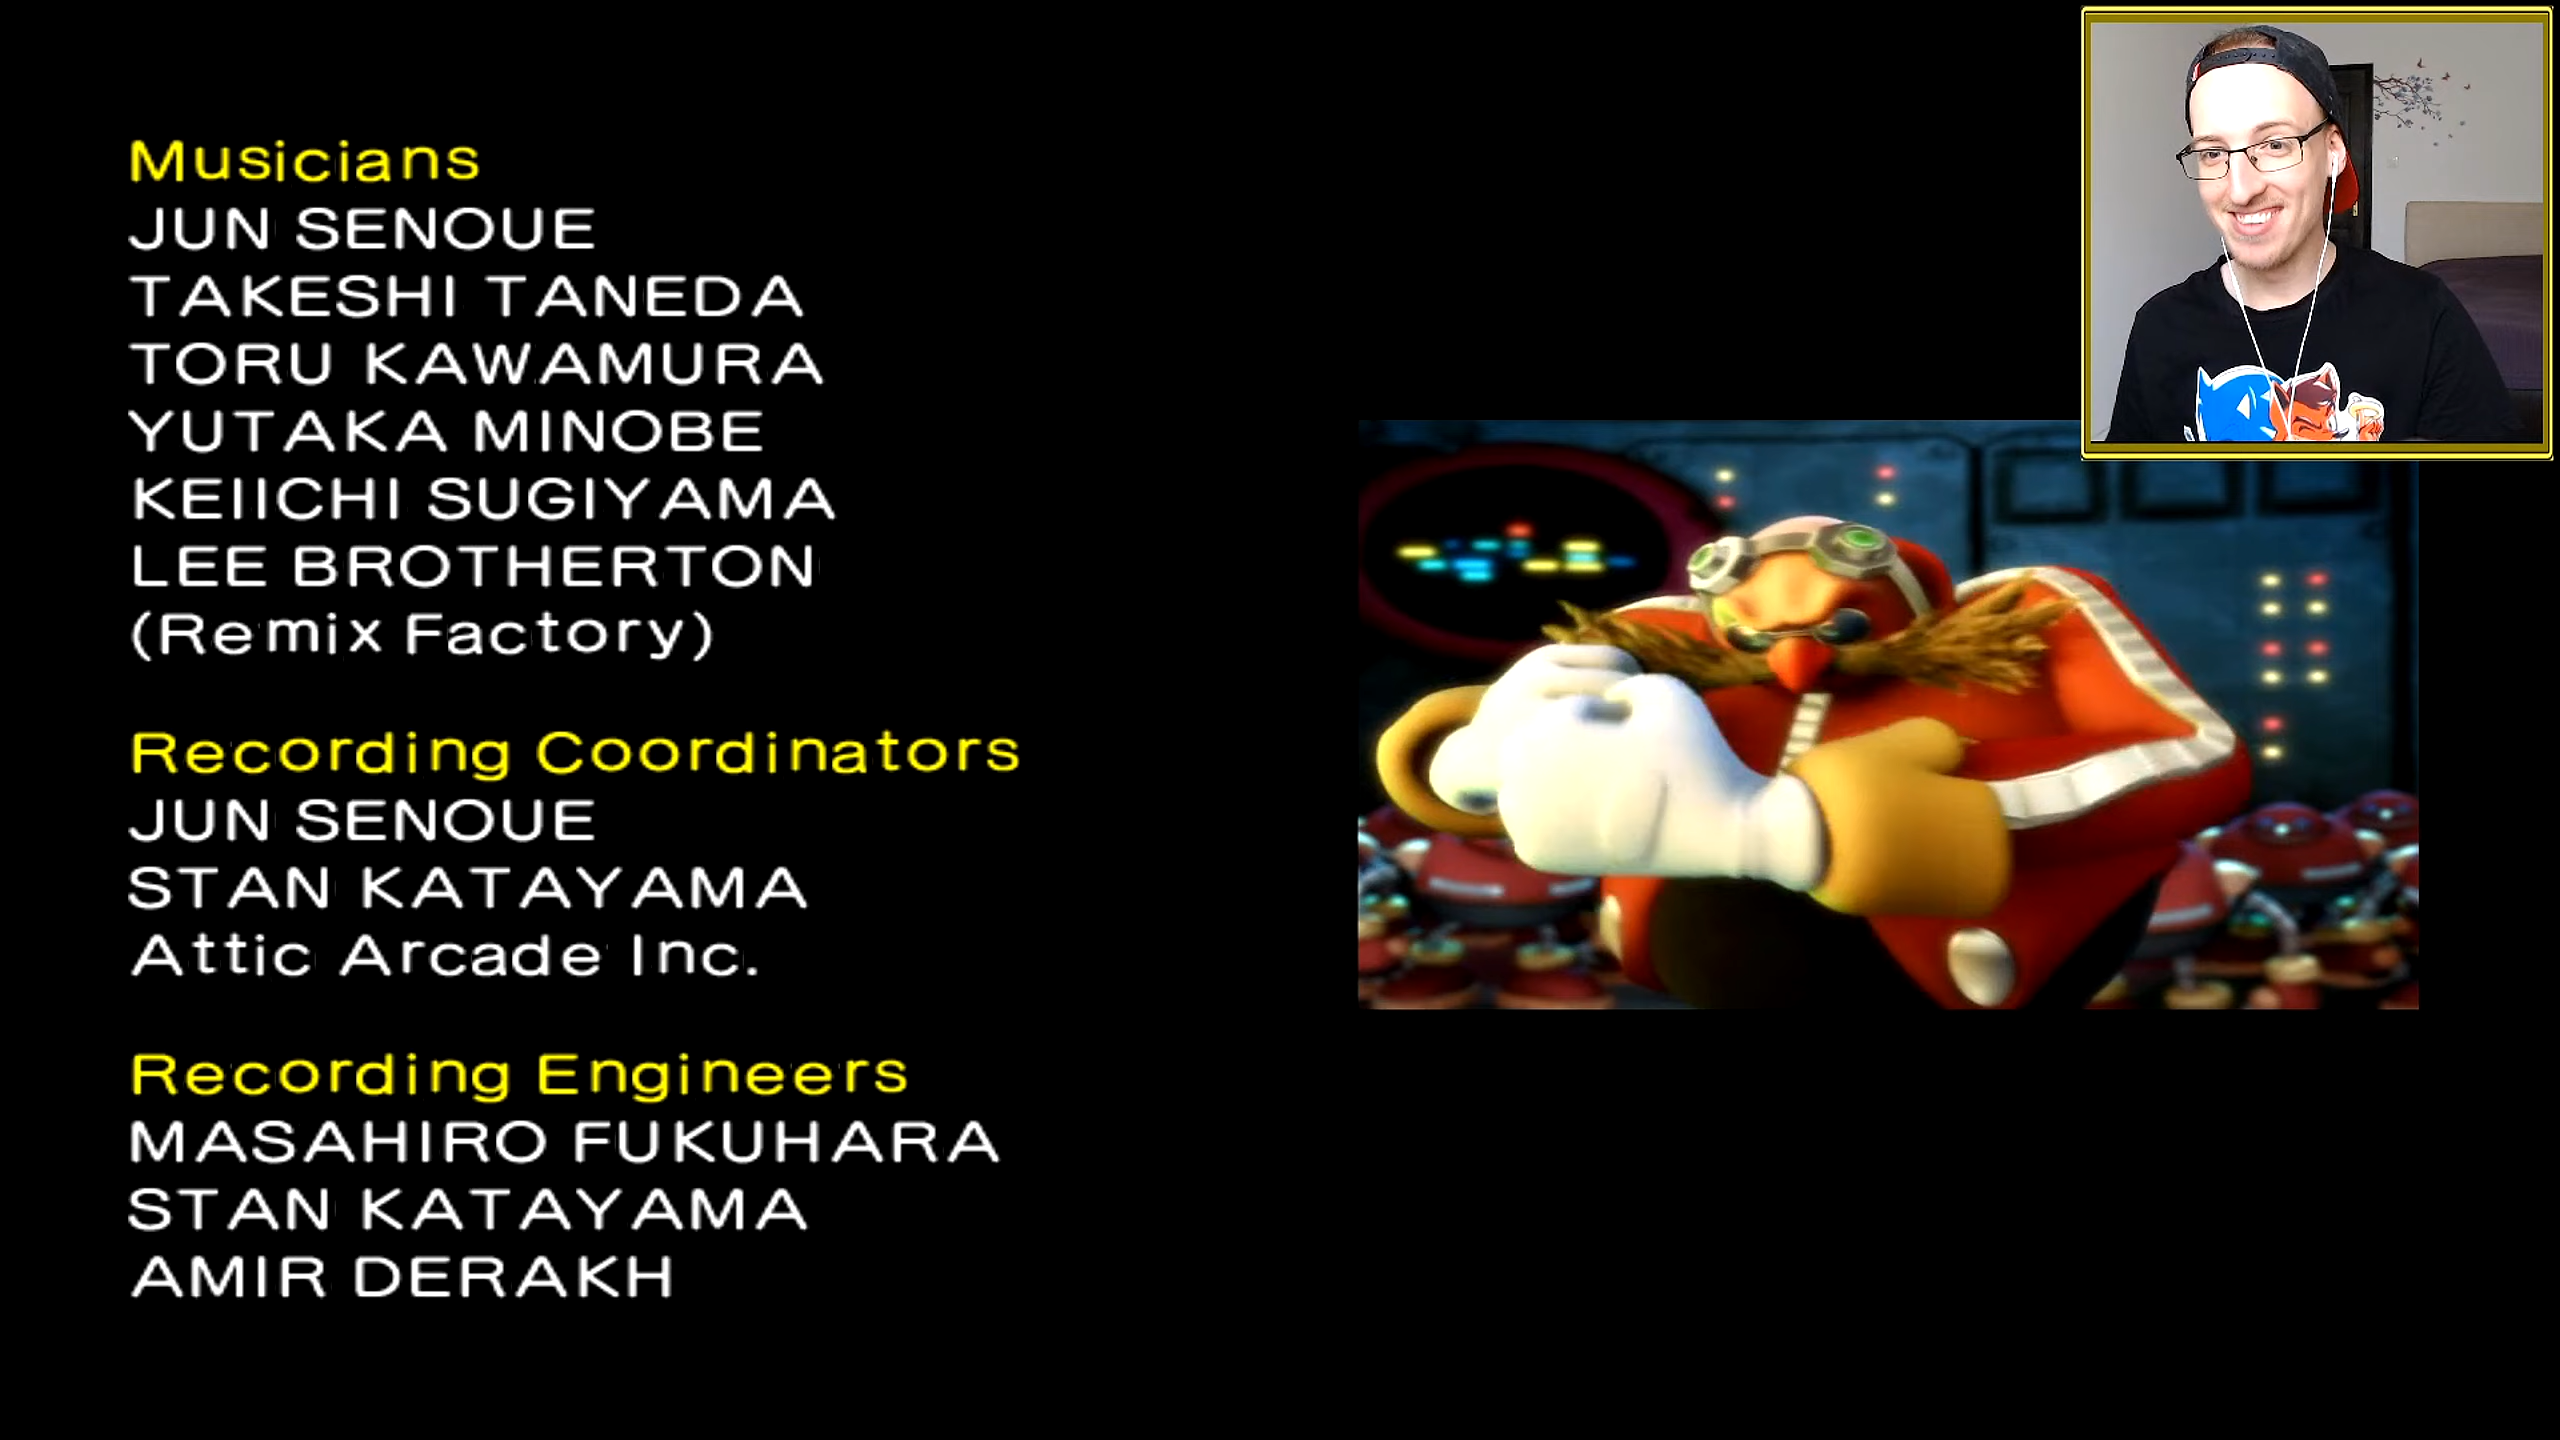 Musicians
JUN SENOUE
TAKESHI TANEDA
TORU KAWAMURA
YUTAKA MINOBE
KEIICHI SUGIYAMA
LEE BROTHERTON
(Remix Factory)
Recording Coordinators
JUN SENOUE
STAN KATAYAMA
Attic Arcade Inc.
Recording Engineers
MASAHIRO FUKUHARA
STAN KATAYAMA
AMIR DERAKH